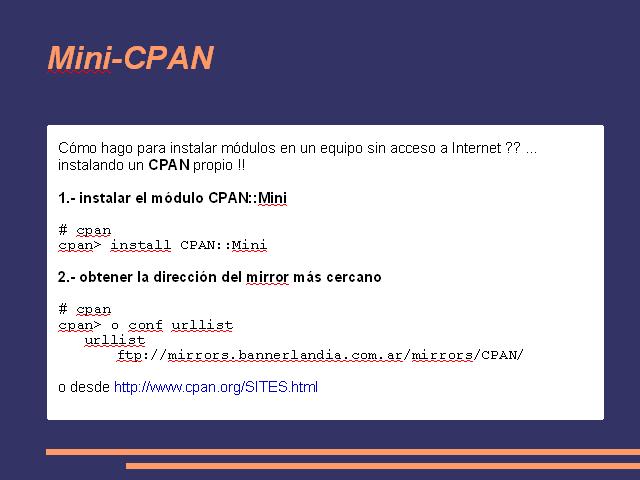 Mini-CPAN
Cómo hago para instalar módulos en un equipo sin acceso a Internet ?? ...
instalando un CPAN propio !!
1.- instalar el módulo CPAN::Mini
# cpan
cpan> install CPAN::Mini
2.- obtener la dirección del mirror más cercano
# cpan
cpan> o conf urllist
urllist
ftp://mirrors.bannerlandia.com.ar/mirrors/CPAN/
o desde http://www.cpan.org/SITES.html